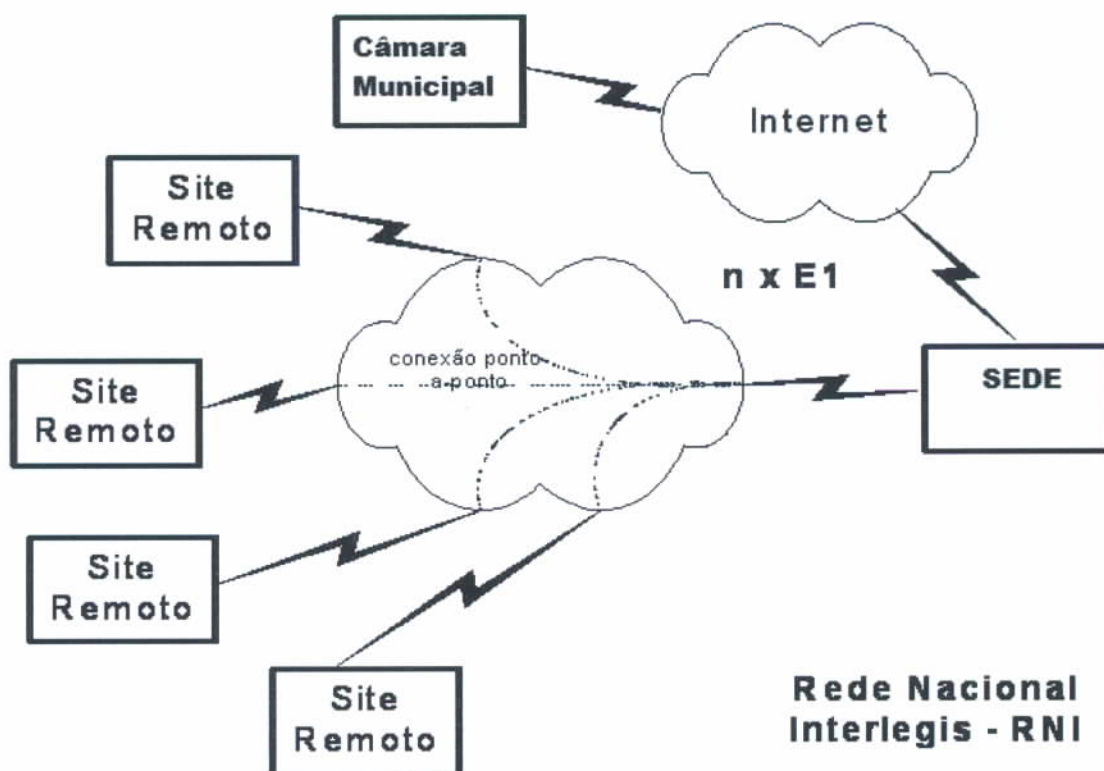 Câmara
Municipal
Internet
Site
Remoto
n x E1
conexão ponto
a ponto
SEDE
Site
Remoto
Site
Remoto
Site
Remoto
Rede Nacional
Interlegis - RNI